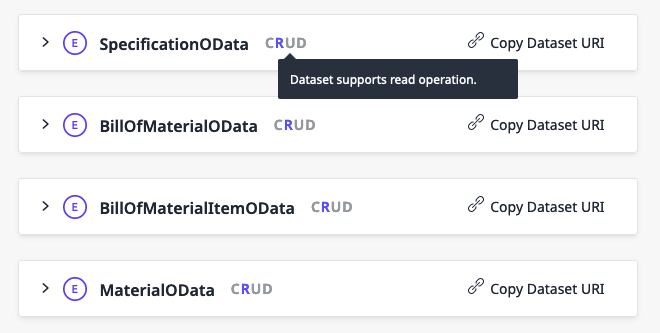 E SpecificationOData CRUD Copy Dataset URI
Dataset supports read operation.
E BillOfMaterialOData CRUD Copy Dataset URI
E BillOfMaterialItemOData CRUD Copy Dataset URI
E MaterialOData CRUD Copy Dataset URI